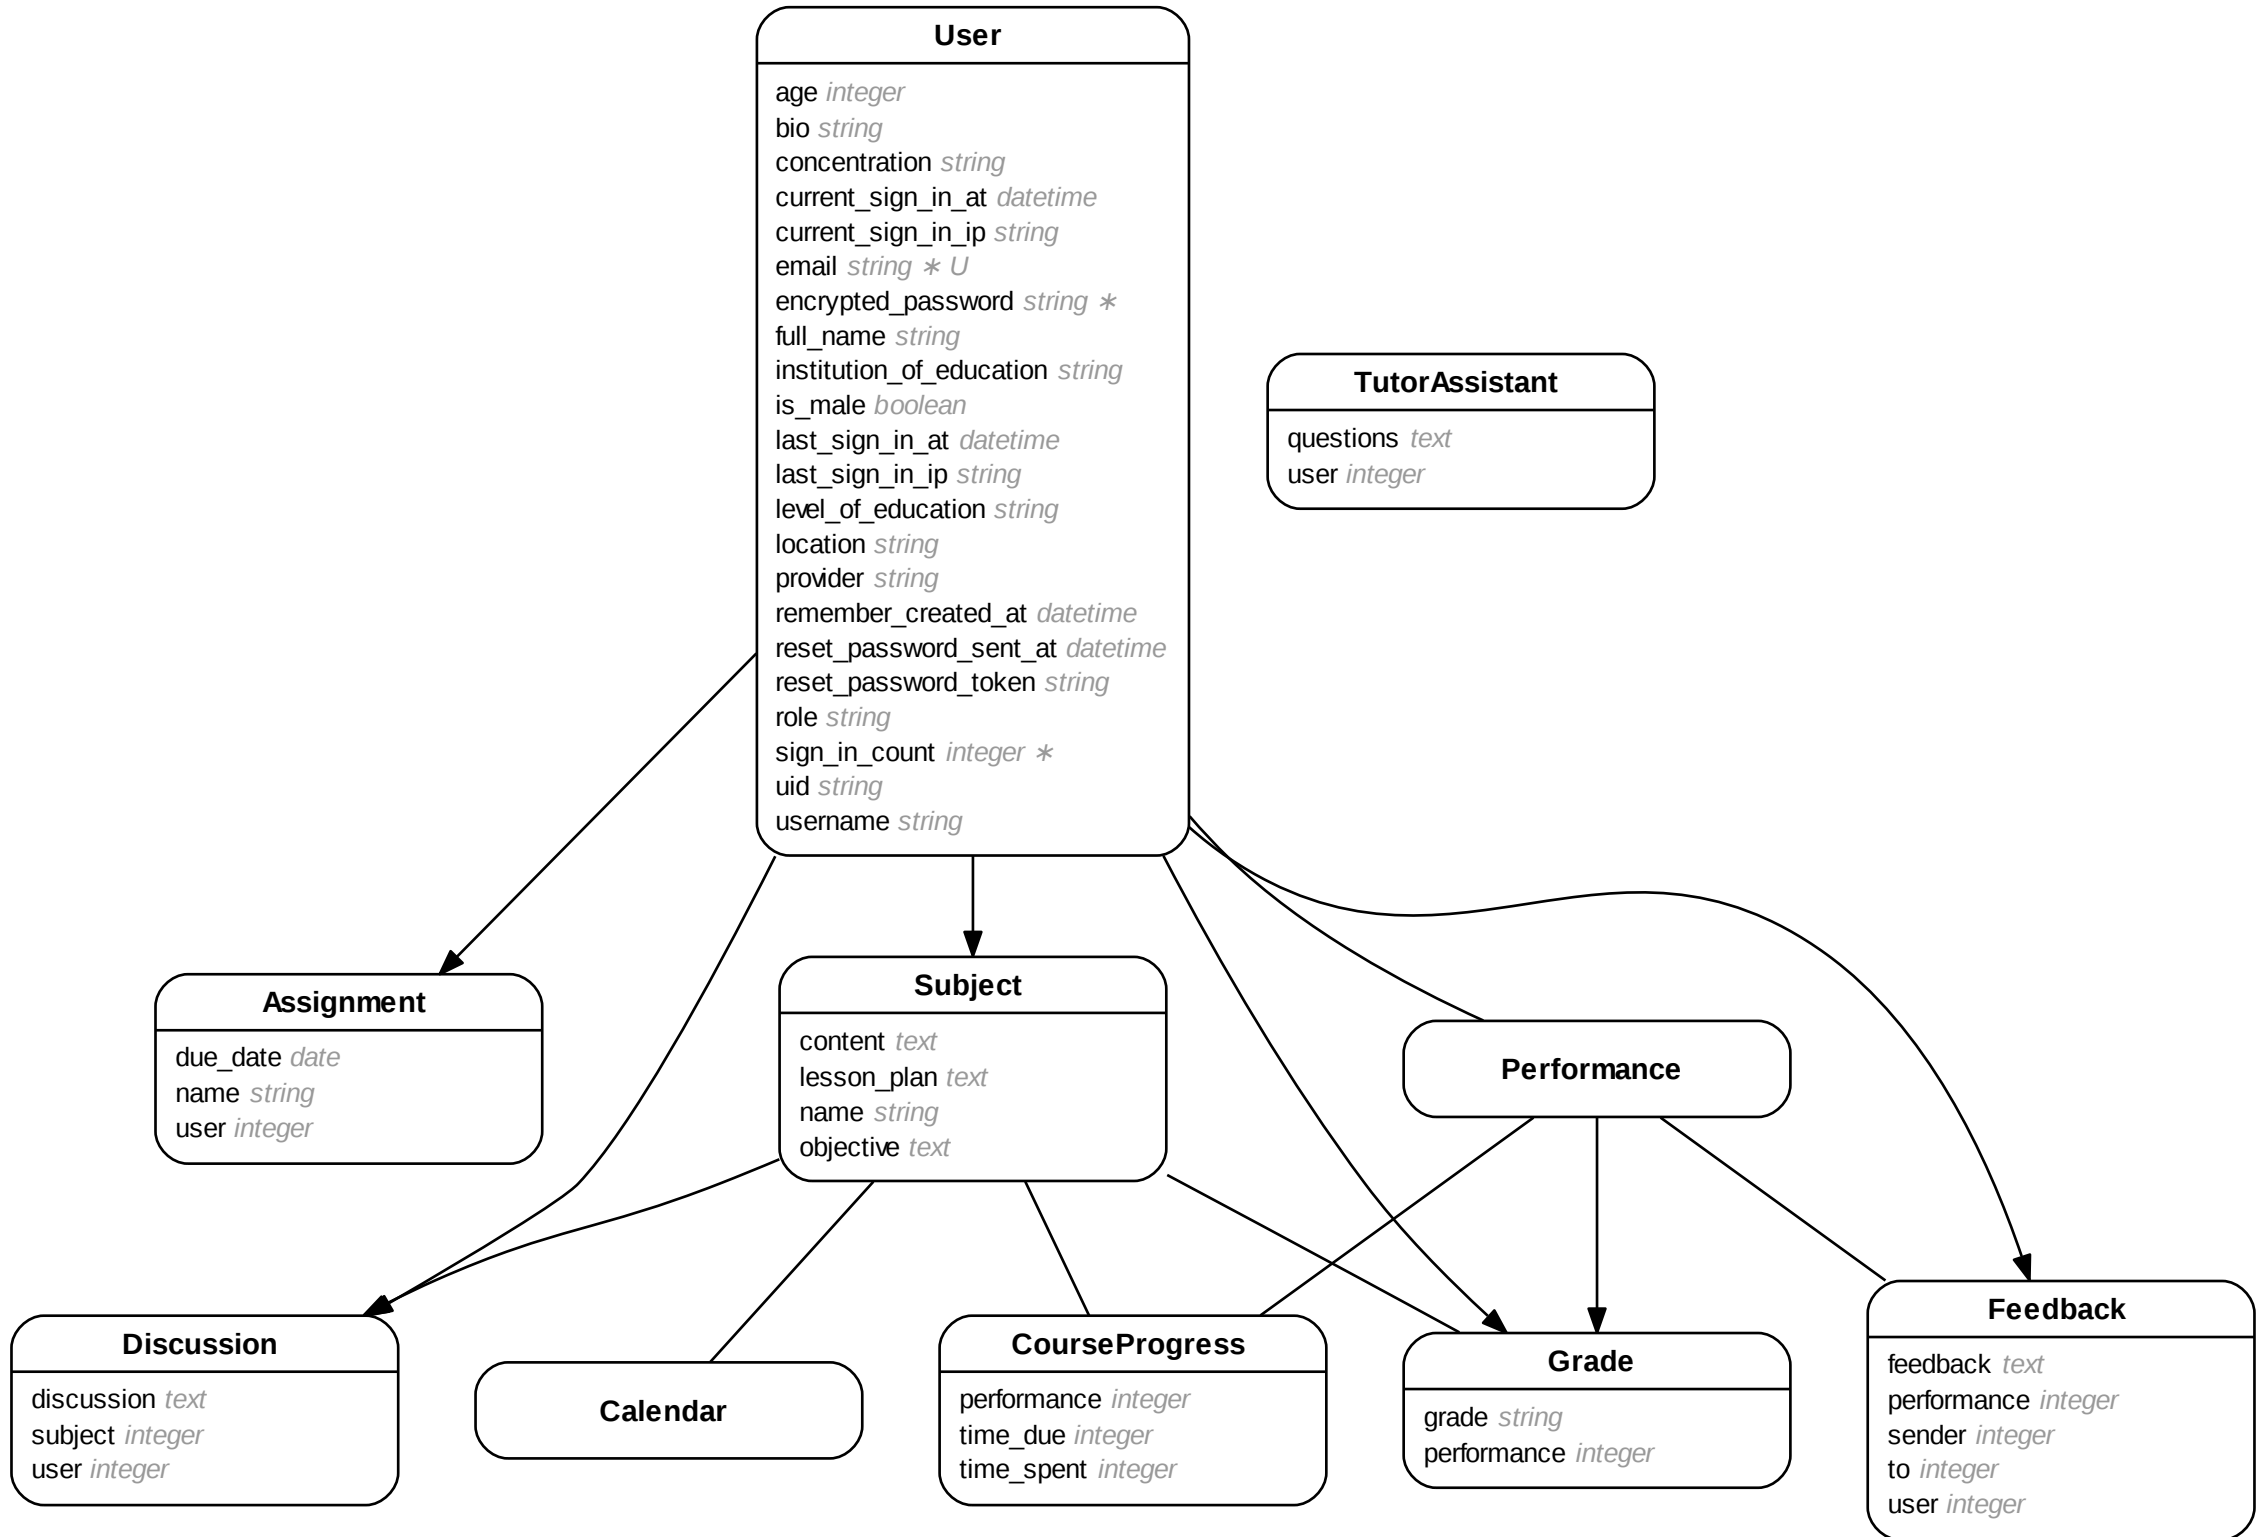 User
age integer
bio string
concentration string
current_sign_in_at datetime
current_sign_in_ip string
email string ∗ U
encrypted_password string ∗
full_name string
institution_of_education string
is_male boolean
last_sign_in_at datetime
last_sign_in_ip string
level_of_education string
location string
provider string
remember_created_at datetime
reset_password_sent_at datetime
reset_password_token string
role string
sign_in_count integer ∗
uid string
username string
TutorAssistant
questions text
user integer
Assignment
due_date date
name string
user integer
Subject
content text
lesson_plan text
name string
objective text
Performance
Discussion
discussion text
subject integer
user integer
Calendar
CourseProgress
performance integer
time_due integer
time_spent integer
Grade
grade string
performance integer
Feedback
feedback text
performance integer
sender integer
to integer
user integer